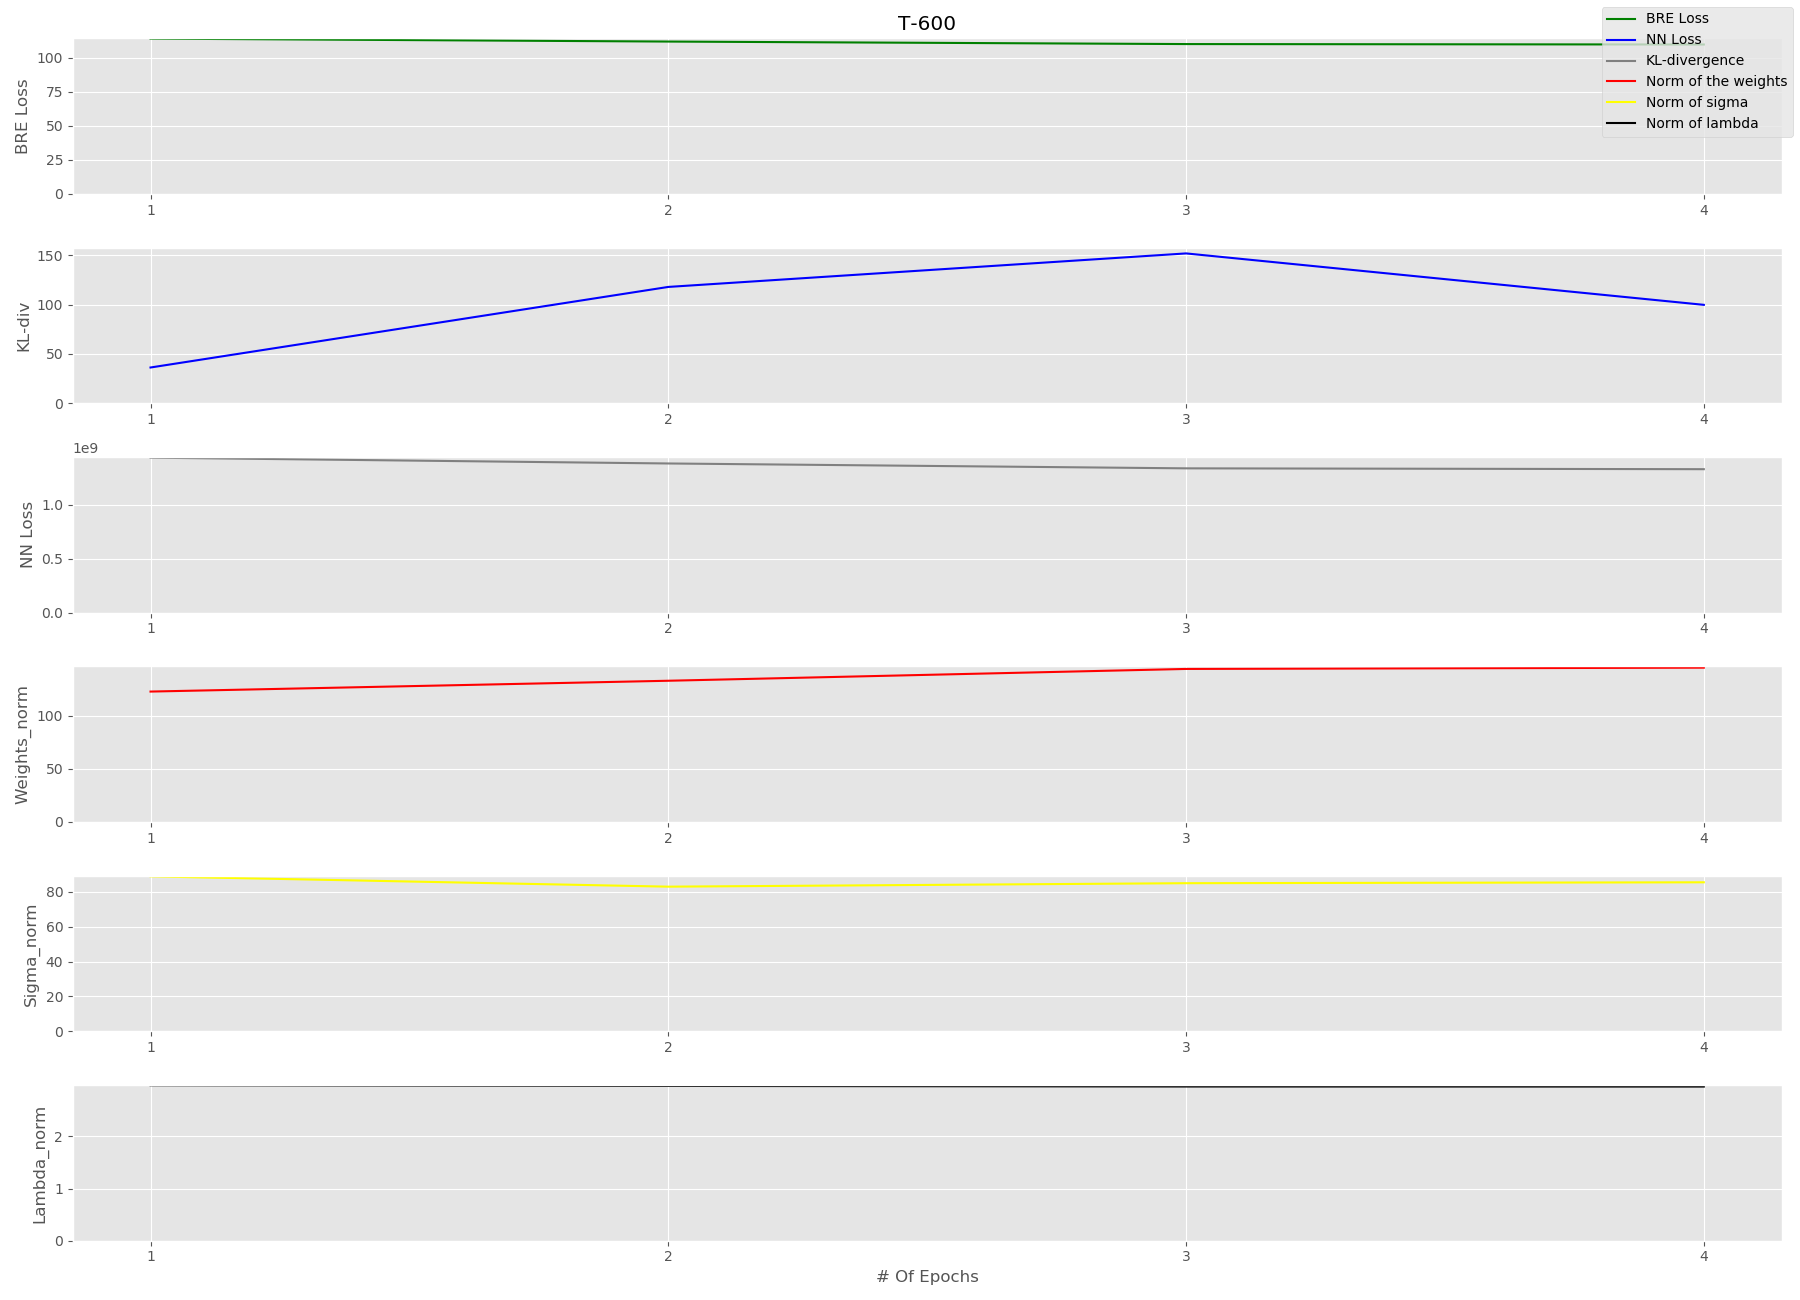 T-600
BRE Loss
NN Loss
KL-divergence
Norm of the weights
Norm of sigma
Norm of lambda
BRE Loss
100
75
50
25
0
1 2 3 4
KL-div
150
100
50
0
1 2 3 4
1e9
NN Loss
1.0
0.5
0.0
1 2 3 4
Weights_norm
100
50
0
1 2 3 4
Sigma_norm
80
60
40
20
0
1 2 3 4
Lambda_norm
2
1
0
1 2 3 4
# Of Epochs